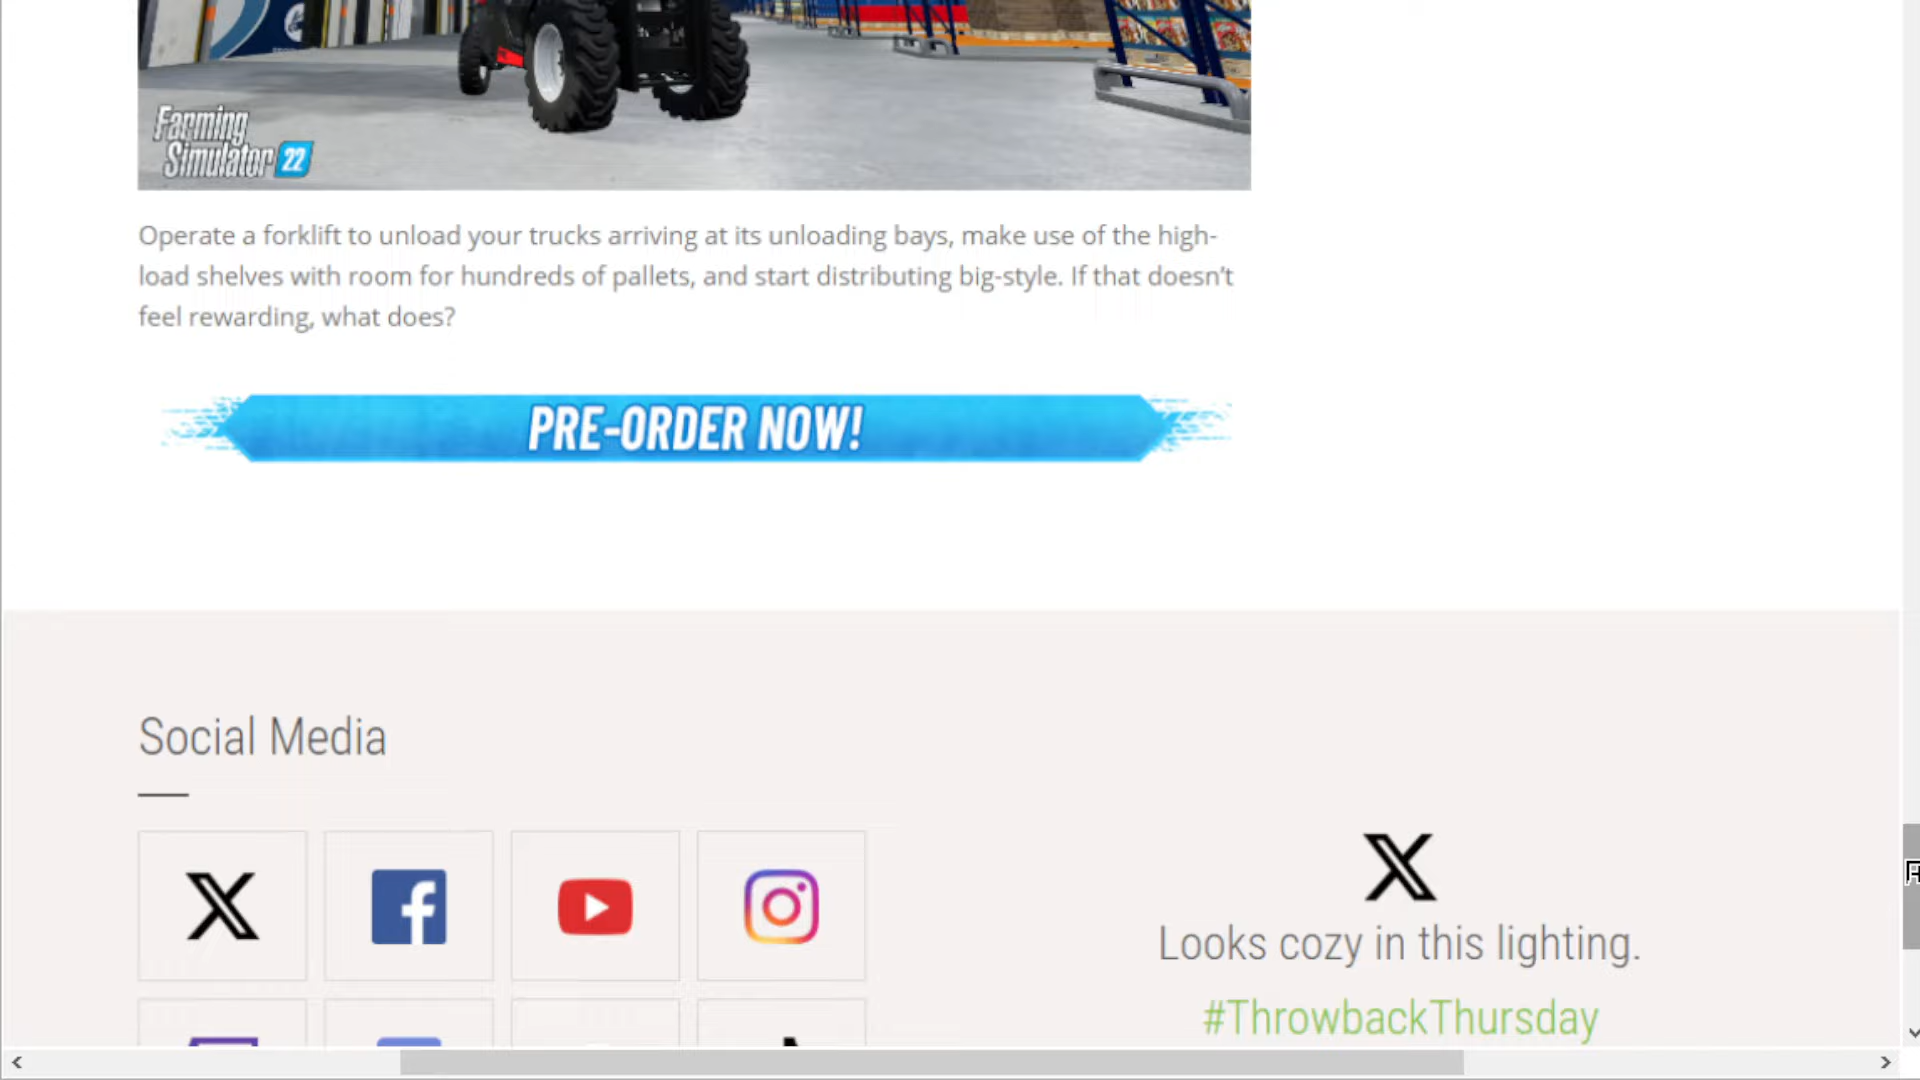 Farming
Simulator 22
Operate a forklift to unload your trucks arriving at its unloading bays, make use of the high-
load shelves with room for hundreds of pallets, and start distributing big-style. If that doesn't
feel rewarding, what does?
PRE-ORDER NOW!
Social Media
Looks cozy in this lighting.
#ThrowbackThursday